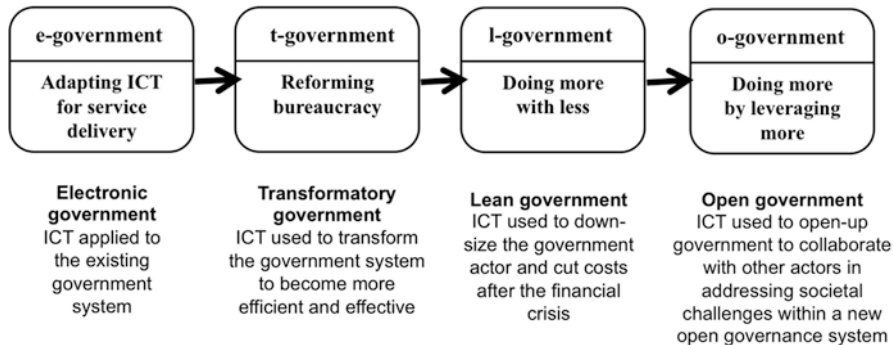 e-government
Adapting ICT
for service
delivery
t-government
Reforming
bureaucracy
l-government
Doing more
with less
o-government
Doing more
by leveraging
more
Electronic
government
ICT applied to
the existing
government
system
Transformatory
government
ICT used to transform
the government system
to become more
efficient and effective
Lean government
ICT used to down-
size the government
actor and cut costs
after the financial
crisis
Open government
ICT used to open-up
government to collaborate
with other actors in
addressing societal
challenges within a new
open governance system